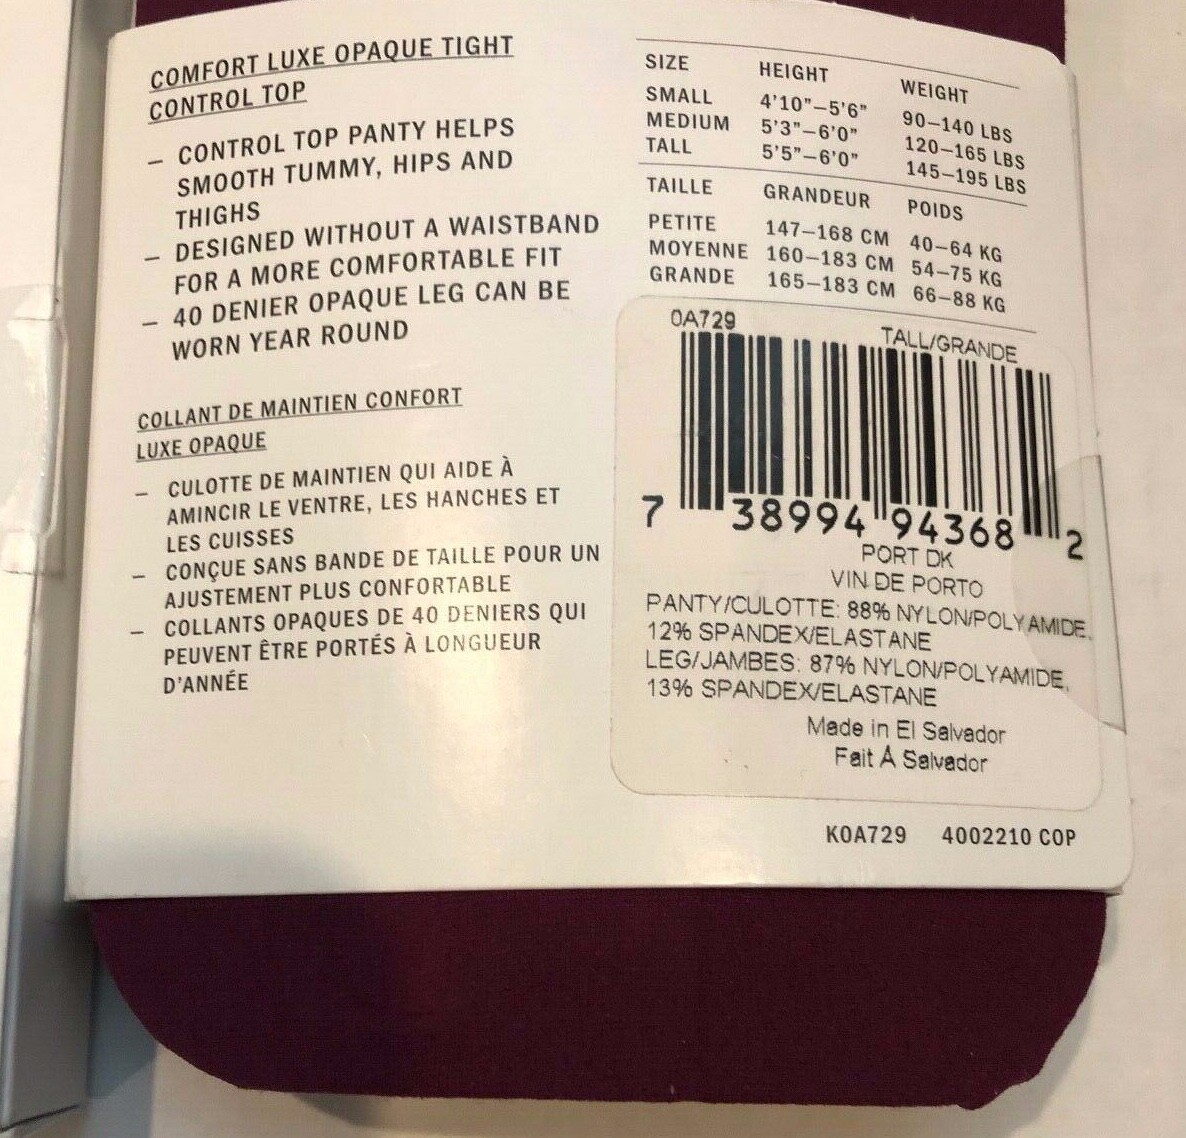 COMFORT LUXE OPAQUE TIGHT
CONTROL TOP
– CONTROL TOP PANTY HELPS
SMOOTH TUMMY, HIPS AND
THIGHS
– DESIGNED WITHOUT A WAISTBAND
FOR A MORE COMFORTABLE FIT
– 40 DENIER OPAQUE LEG CAN BE
WORN YEAR ROUND
COLLANT DE MAINTIEN CONFORT
LUXE OPAQUE
– CULOTTE DE MAINTIEN QUI AIDE À
AMINCIR LE VENTRE, LES HANCHES ET
LES CUISSES
– CONÇUE SANS BANDE DE TAILLE POUR UN
AJUSTEMENT PLUS CONFORTABLE
– COLLANTS OPAQUES DE 40 DENIERS QUI
PEUVENT ÊTRE PORTÉS À LONGUEUR
D'ANNÉE
SIZE HEIGHT WEIGHT
SMALL 4'10"–5'6" 90–140 LBS
MEDIUM 5'3"–6'0" 120–165 LBS
TALL 5'5"–6'0" 145–195 LBS
TAILLE GRANDEUR POIDS
PETITE 147–168 CM 40–64 KG
MOYENNE 160–183 CM 54–75 KG
GRANDE 165–183 CM 66–88 KG
0A729 TALL/GRANDE
7 38994 94368 2
PORT DK
VIN DE PORTO
PANTY/CULOTTE: 88% NYLON/POLYAMIDE,
12% SPANDEX/ELASTANE
LEG/JAMBES: 87% NYLON/POLYAMIDE,
13% SPANDEX/ELASTANE
Made in El Salvador
Fait À Salvador
K0A729 4002210 COP